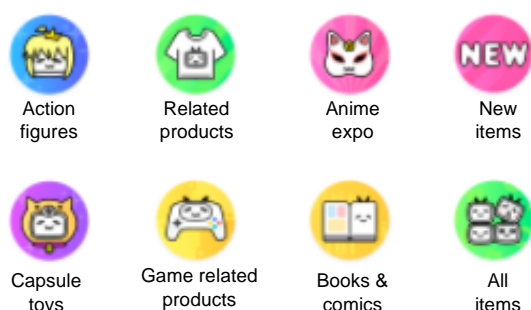 NEW
Action
figures
Related
products
Anime
expo
New
items
Capsule
toys
Game related
products
Books &
comics
All
items